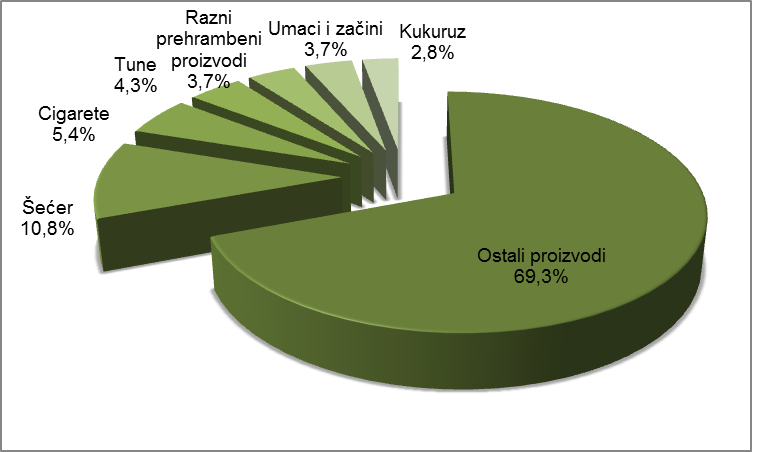 Razni
prehrambeni
proizvodi
3,7%
Umaci i začini
3,7%
Kukuruz
2,8%
Tune
4,3%
Cigarete
5,4%
Šećer
10,8%
Ostali proizvodi
69,3%